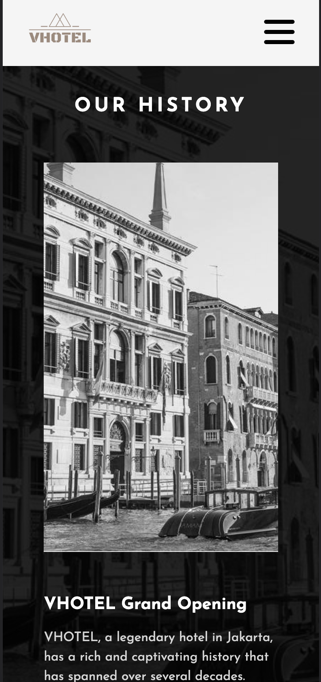 VHOTEL
OUR HISTORY
VHOTEL Grand Opening
VHOTEL, a legendary hotel in Jakarta,
has a rich and captivating history that
has spanned over several decades.